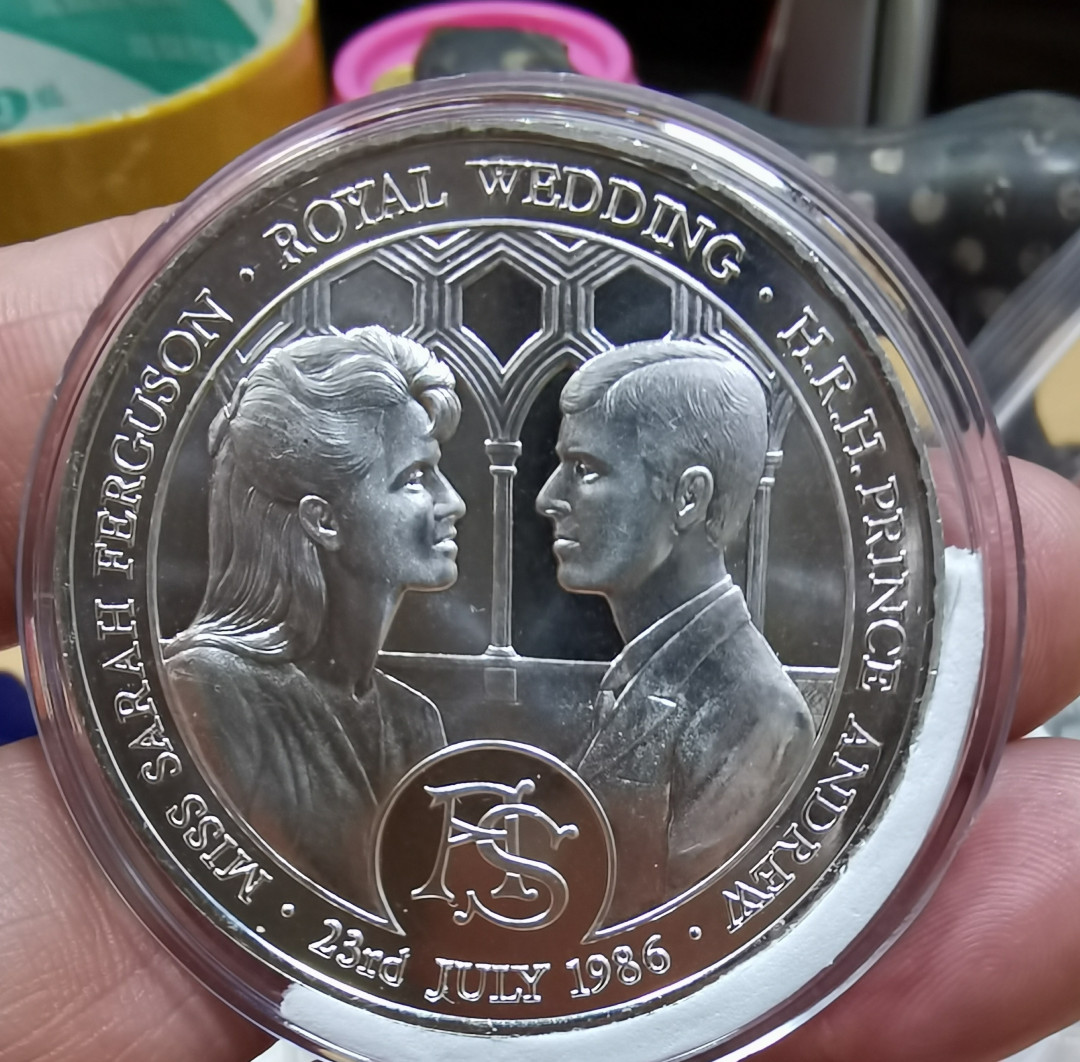 MISS SARAH FERGUSON · ROYAL WEDDING · H.R.H. PRINCE ANDREW ·
23rd JULY 1986 ·
AS